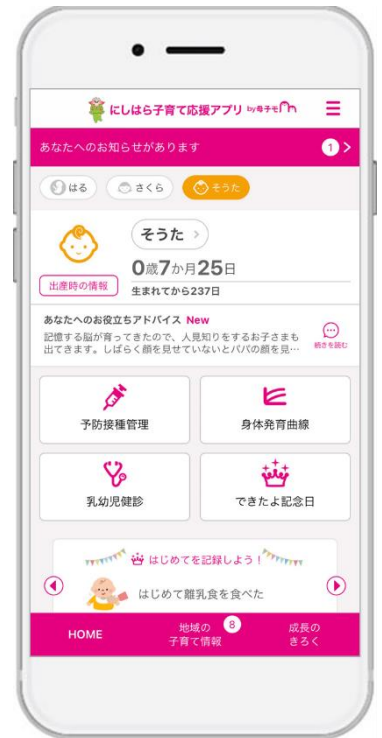 にしはら子育て応援アプリ by母子モ
あなたへのお知らせがあります 1
はる さくら そうた
そうた
0歳7か月25日
出産時の情報 生まれてから237日
あなたへのお役立ちアドバイス New
記憶する脳が育ってきたので、人見知りをするお子さまも
出てきます。しばらく顔を見せていないとパパの顔を見…
続きを読む
予防接種管理 身体発育曲線
乳幼児健診 できたよ記念日
はじめてを記録しよう!
はじめて離乳食を食べた
HOME 地域の 8 成長の
子育て情報 きろく